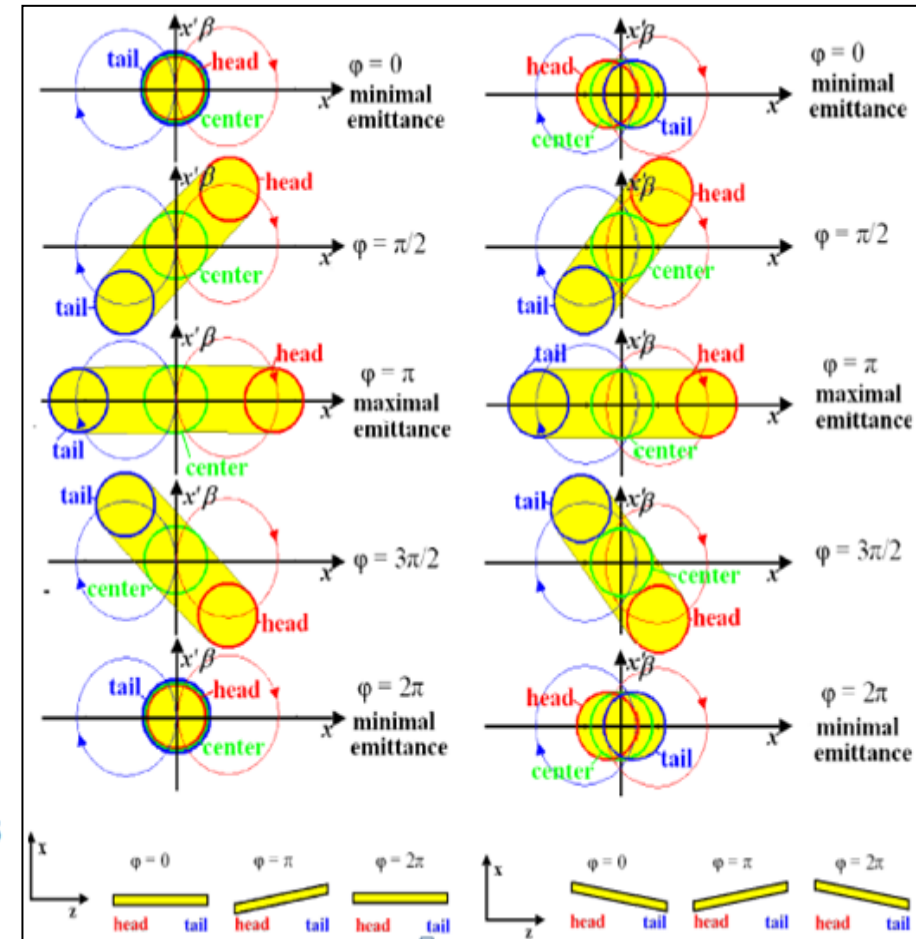 x'β
tail
head
φ = 0
minimal
emittance
x
center
x'β
head
x
φ = π/2
center
tail
x'β
head
φ = π
maximal
emittance
x
tail
center
x'β
tail
φ = 3π/2
x
center
head
x'β
tail
head
φ = 2π
minimal
emittance
x
center
x'β
head
φ = 0
minimal
emittance
x
center
tail
x'β
head
φ = π/2
x
center
tail
x'β
tail
head
φ = π
maximal
emittance
x
center
x'β
tail
φ = 3π/2
center
x
head
x'β
head
φ = 2π
minimal
emittance
x
center
tail
x
φ = 0
φ = π
φ = 2π
z
head
tail
head
tail
head
tail
x
φ = 0
φ = π
φ = 2π
z
head
tail
head
tail
head
tail